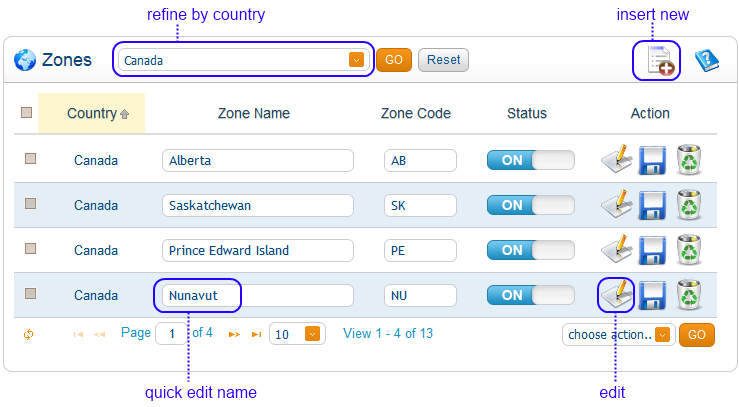 refine by country insert new
Zones Canada GO Reset
Country Zone Name Zone Code Status Action
Canada Alberta AB ON
Canada Saskatchewan SK ON
Canada Prince Edward Island PE ON
Canada Nunavut NU ON
Page 1 of 4 10 View 1 - 4 of 13 choose action.. GO
quick edit name edit